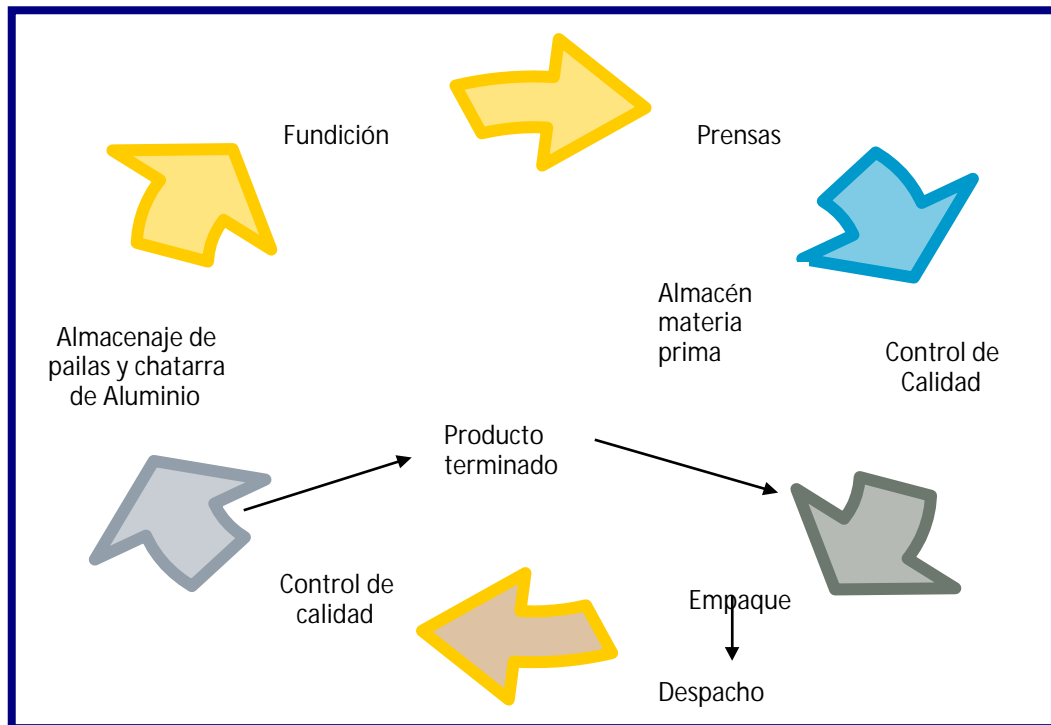 Fundición
Prensas
Almacén
materia
prima
Control de
Calidad
Almacenaje de
pailas y chatarra
de Aluminio
Producto
terminado
Control de
calidad
Empaque
Despacho